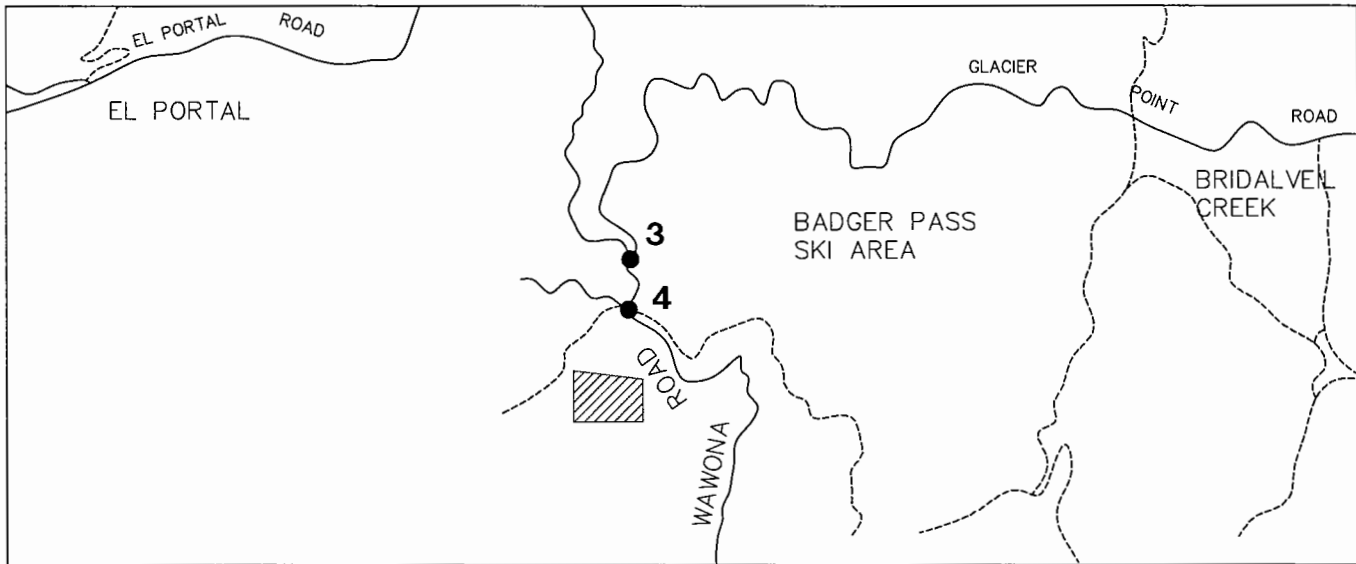 EL PORTAL ROAD
EL PORTAL
GLACIER POINT ROAD
BRIDALVEIL
CREEK
BADGER PASS
SKI AREA
3
4
WAWONA ROAD